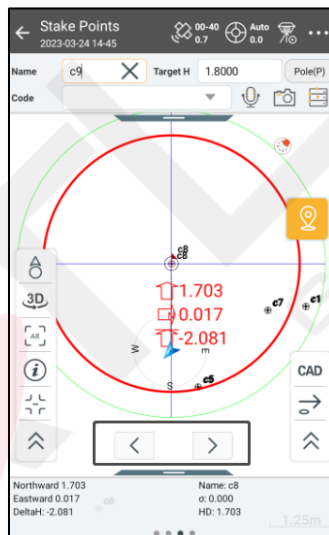 Stake Points
2023-03-24 14-45
00-40
0.7
Auto
0.0
Name c9 Target H 1.8000 Pole(P)
Code
c8
c8
1.703
0.017
-2.081
c7
c1
W
E
S
c5
3D
AR
i
CAD
< >
Northward 1.703 Name: c8
Eastward 0.017 σ: 0.000
DeltaH: -2.081 HD: 1.703
c6
1.25m